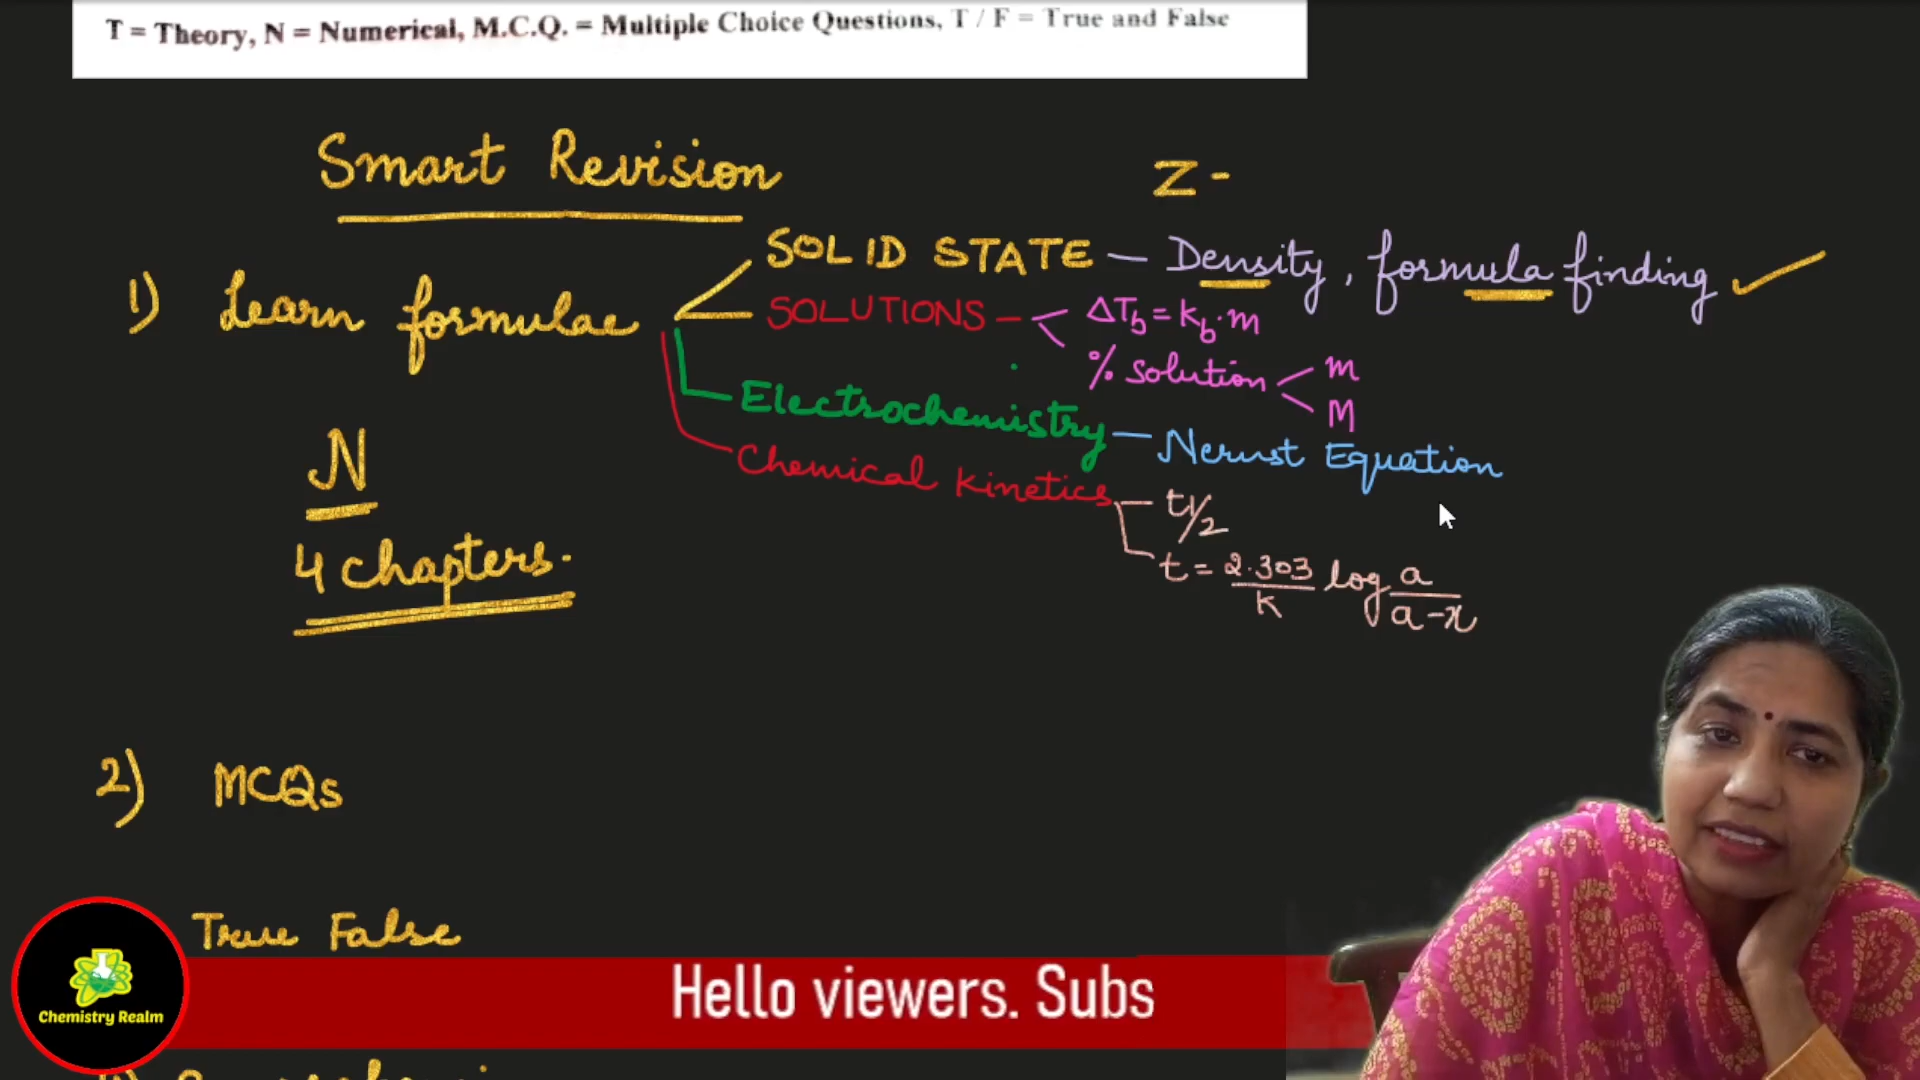 T = Theory, N = Numerical, M.C.Q. = Multiple Choice Questions, T / F = True and False
Smart Revision
Z -
1) Learn formulae
SOLID STATE — Density, formula finding ✓
SOLUTIONS — ΔTb = kb·m
% Solution < m
M
Electrochemistry — Nernst Equation
Chemical Kinetics — t1/2
t = 2.303/K log a/a-x
N
4 chapters.
2) MCQs
True False
Hello viewers. Subs
Chemistry Realm